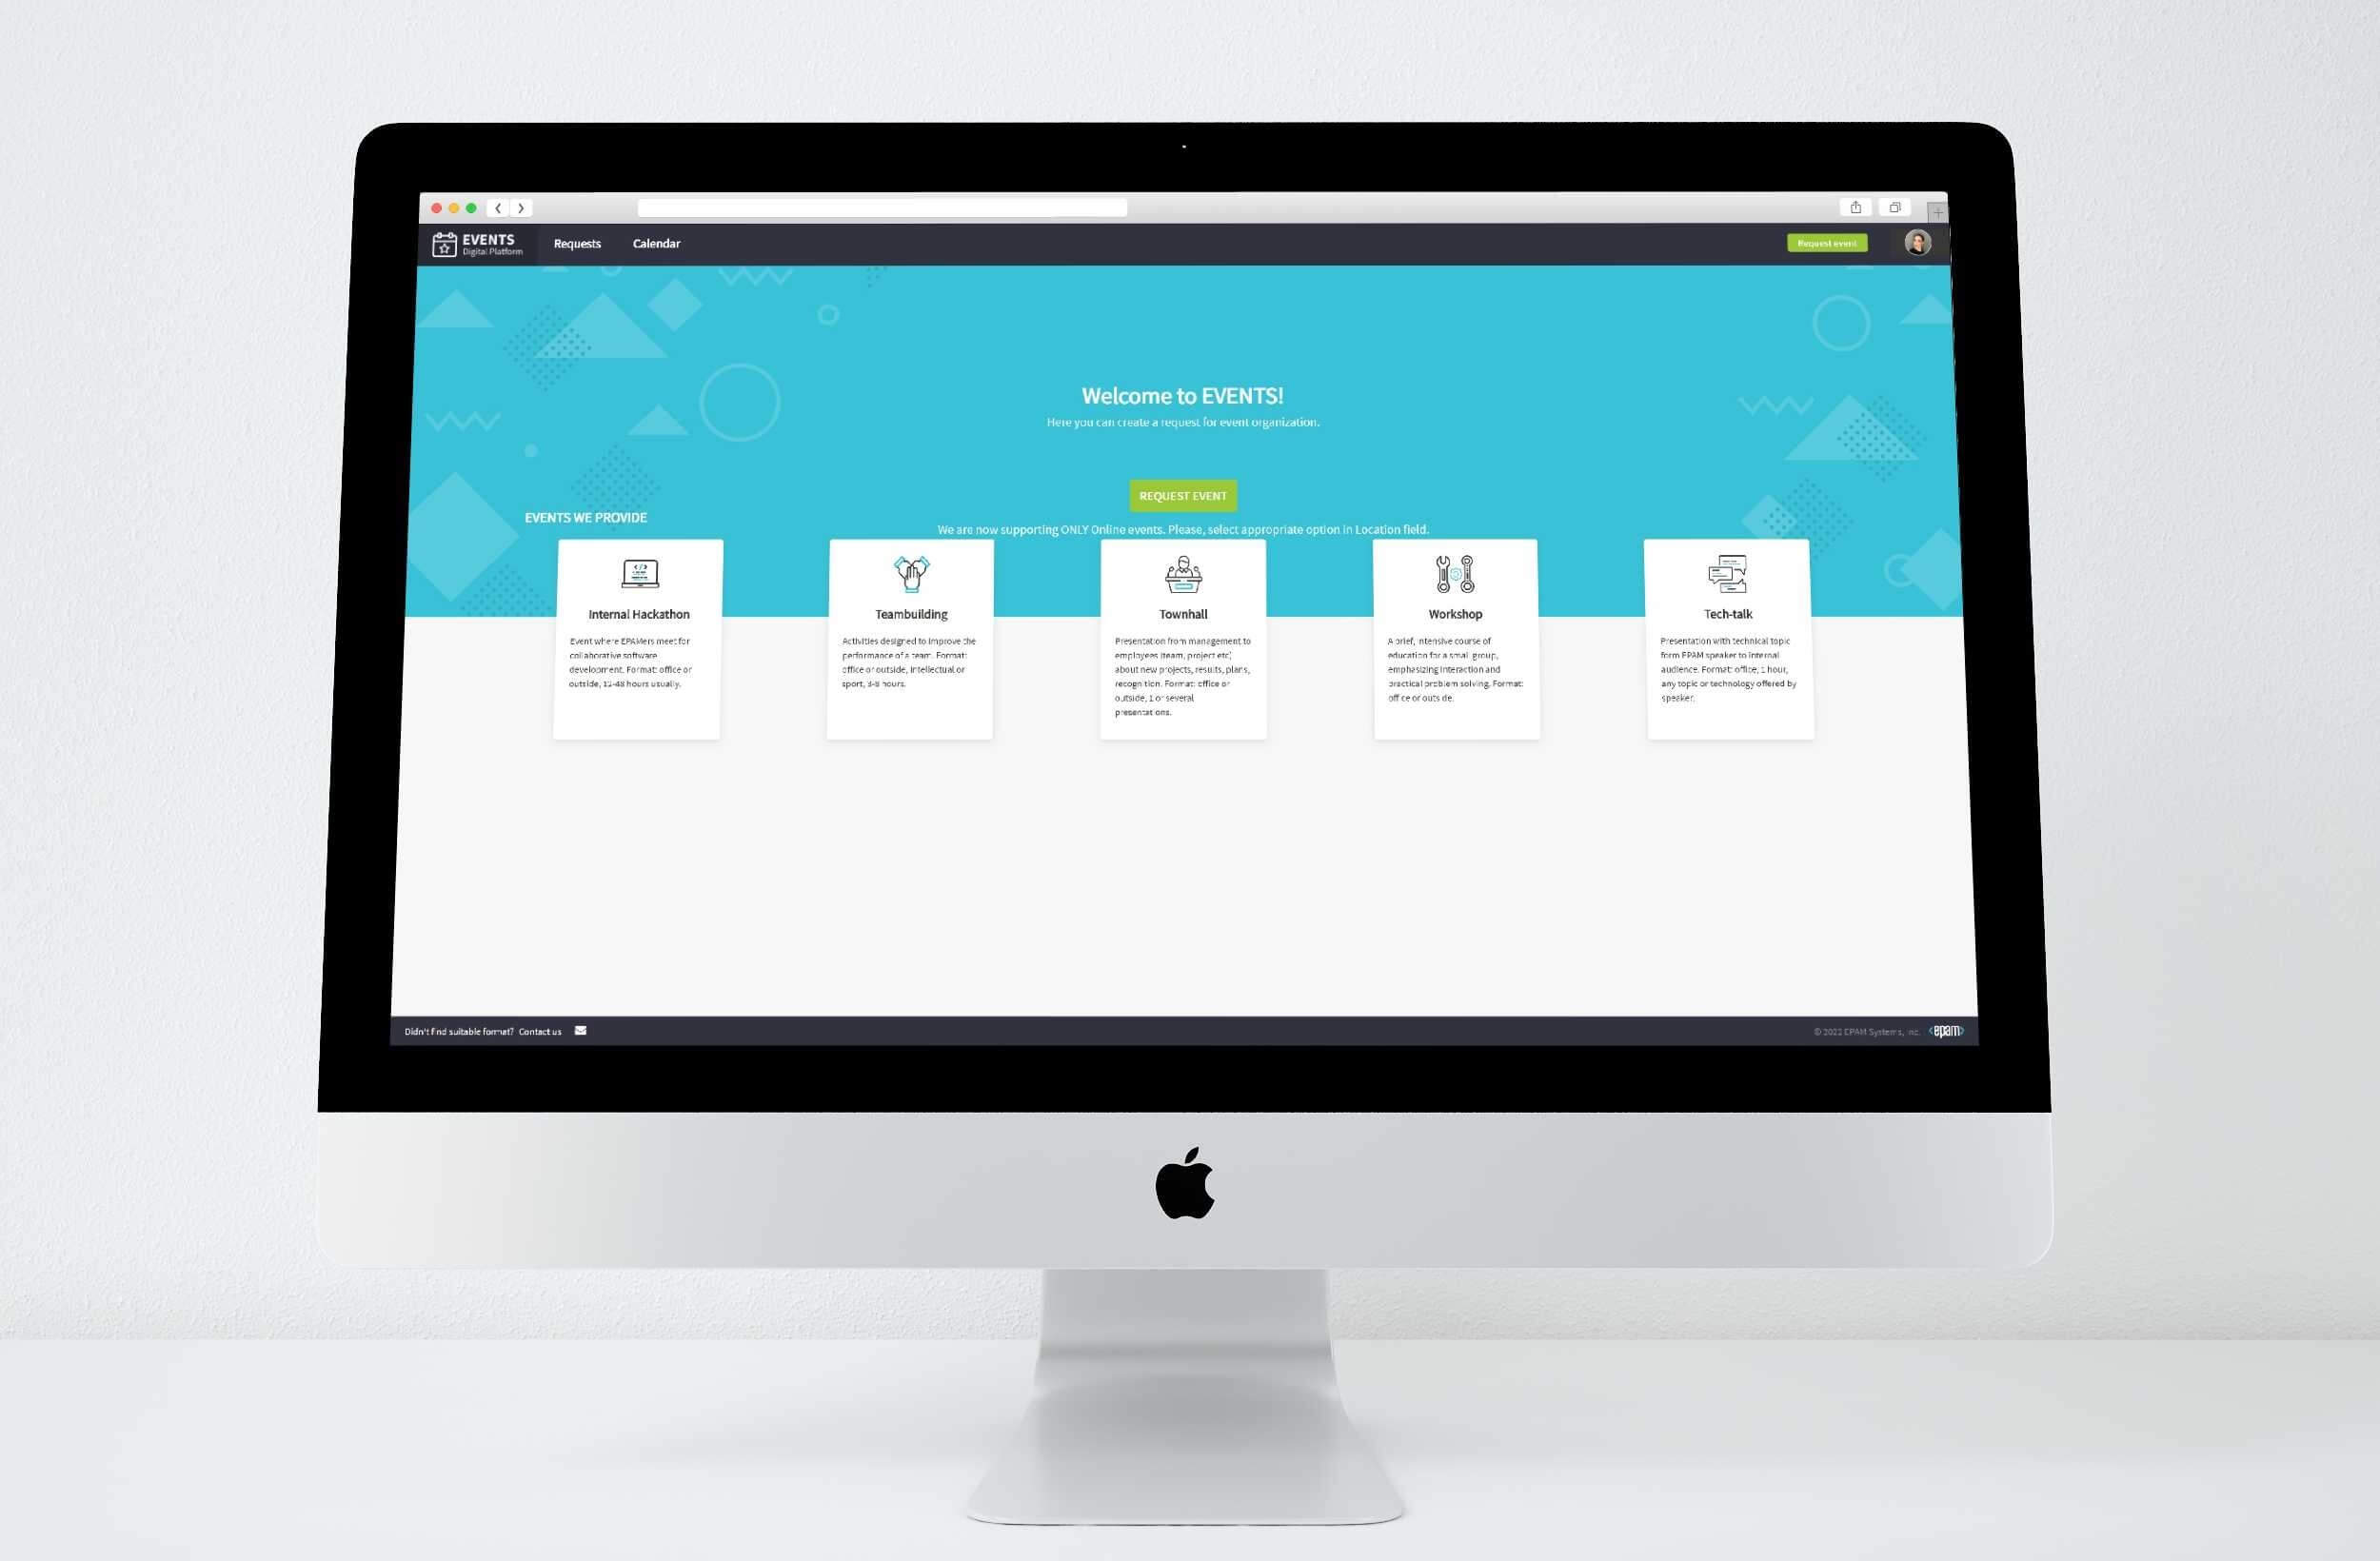 EVENTS
Digital Platform
Requests
Calendar
Request event
Welcome to EVENTS!
Here you can create a request for event organization.
REQUEST EVENT
EVENTS WE PROVIDE
We are now supporting ONLY Online events. Please, select appropriate option in Location field.
Internal Hackathon
Event where EPAMers meet for
collaborative software
development. Format: office or
outside, 12-48 hours usually.
Teambuilding
Activities designed to improve the
performance of a team. Format:
office or outside, intellectual or
sport, 3-8 hours.
Townhall
Presentation from management to
employees (team, project etc)
about new projects, results, plans,
recognition. Format: office or
outside, 1 or several
presentations.
Workshop
A brief, intensive course of
education for a small group,
emphasizing interaction and
practical problem solving. Format:
office or outside.
Tech-talk
Presentation with technical topic
form EPAM speaker to internal
audience. Format: office, 1 hour,
any topic or technology offered by
speaker.
Didn't find suitable format? Contact us
© 2022 EPAM Systems, Inc. <epam>